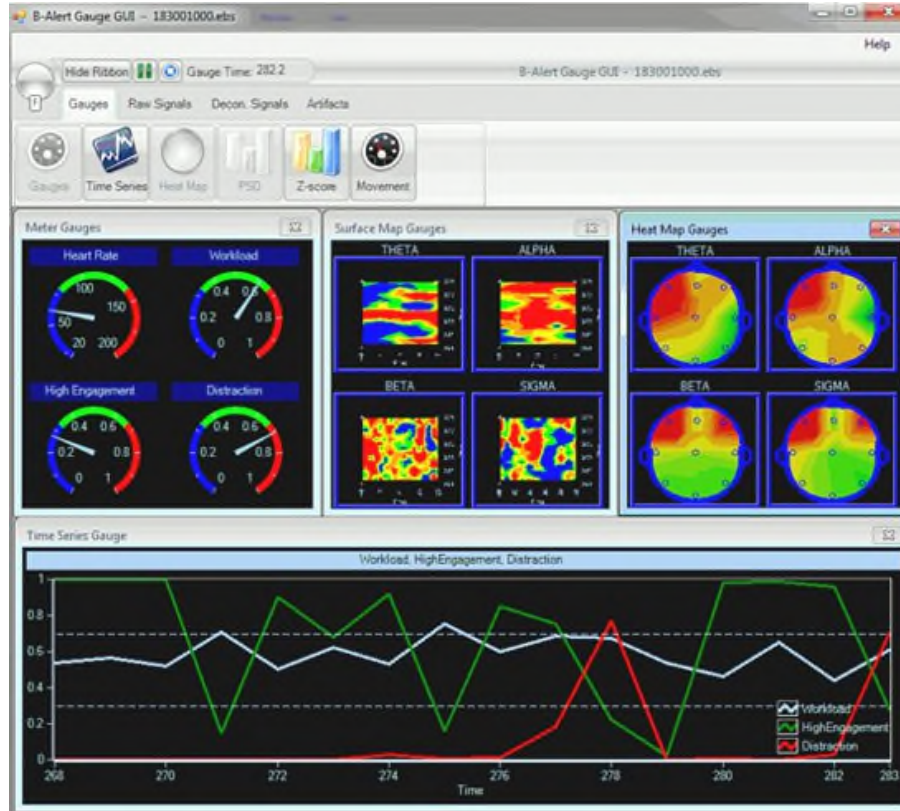 B-Alert Gauge GUI - 183001000.ebs
Help
Hide Ribbon Gauge Time: 282.2 B-Alert Gauge GUI - 183001000.ebs
Gauges Raw Signals Decon. Signals Artifacts
Gauges Time Series Heat Map PSD Z-score Movement
Meter Gauges Surface Map Gauges Heat Map Gauges
Heart Rate Workload THETA ALPHA THETA ALPHA
100 150 50 20 200
0.4 0.6 0.2 0.8 0 1
High Engagement Distraction BETA SIGMA BETA SIGMA
0.4 0.6 0.2 0.8 0 1
0.4 0.6 0.2 0.8 0 1
Time Series Gauge
Workload, HighEngagement, Distraction
1
0.8
0.6
0.4
0.2
0
Workload
HighEngagement
Distraction
268 270 272 274 276 278 280 282 283
Time